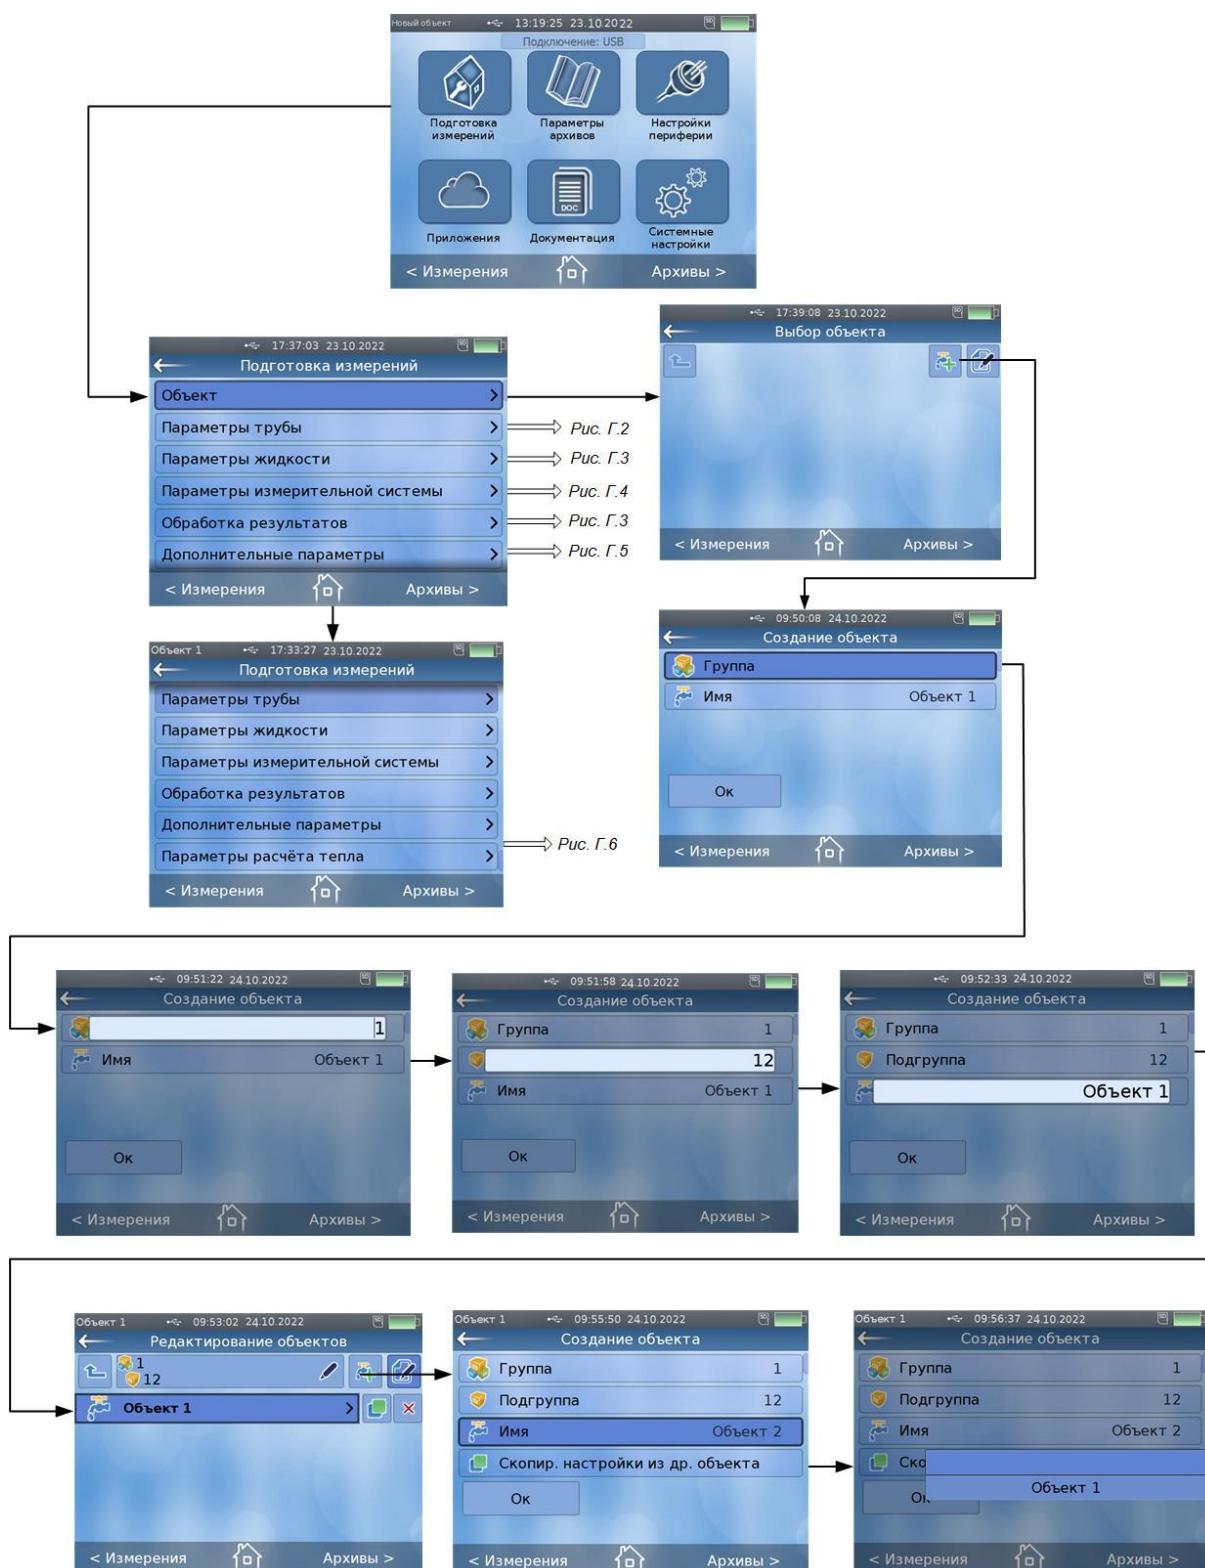 Новый объект 13:19:25 23.10.2022
Подключение: USB
Подготовка измерений
Параметры архивов
Настройки периферии
Приложения
DOC
Документация
Системные настройки
< Измерения Архивы >
17:37:03 23.10.2022
Подготовка измерений
Объект >
Параметры трубы > Рис. Г.2
Параметры жидкости > Рис. Г.3
Параметры измерительной системы > Рис. Г.4
Обработка результатов > Рис. Г.3
Дополнительные параметры > Рис. Г.5
< Измерения Архивы >
17:39:08 23.10.2022
Выбор объекта
< Измерения Архивы >
Объект 1 17:33:27 23.10.2022
Подготовка измерений
Параметры трубы >
Параметры жидкости >
Параметры измерительной системы >
Обработка результатов >
Дополнительные параметры >
Параметры расчёта тепла > Рис. Г.6
< Измерения Архивы >
09:50:08 24.10.2022
Создание объекта
Группа
Имя Объект 1
Ок
< Измерения Архивы >
09:51:22 24.10.2022
Создание объекта
1
Имя Объект 1
Ок
< Измерения Архивы >
09:51:58 24.10.2022
Создание объекта
Группа 1
12
Имя Объект 1
Ок
< Измерения Архивы >
09:52:33 24.10.2022
Создание объекта
Группа 1
Подгруппа 12
Объект 1
Ок
< Измерения Архивы >
Объект 1 09:53:02 24.10.2022
Редактирование объектов
1
12
Объект 1 >
< Измерения Архивы >
Объект 1 09:55:50 24.10.2022
Создание объекта
Группа 1
Подгруппа 12
Имя Объект 2
Скопир. настройки из др. объекта
Ок
< Измерения Архивы >
Объект 1 09:56:37 24.10.2022
Создание объекта
Группа 1
Подгруппа 12
Имя Объект 2
Ско
Объект 1
Ок
< Измерения Архивы >